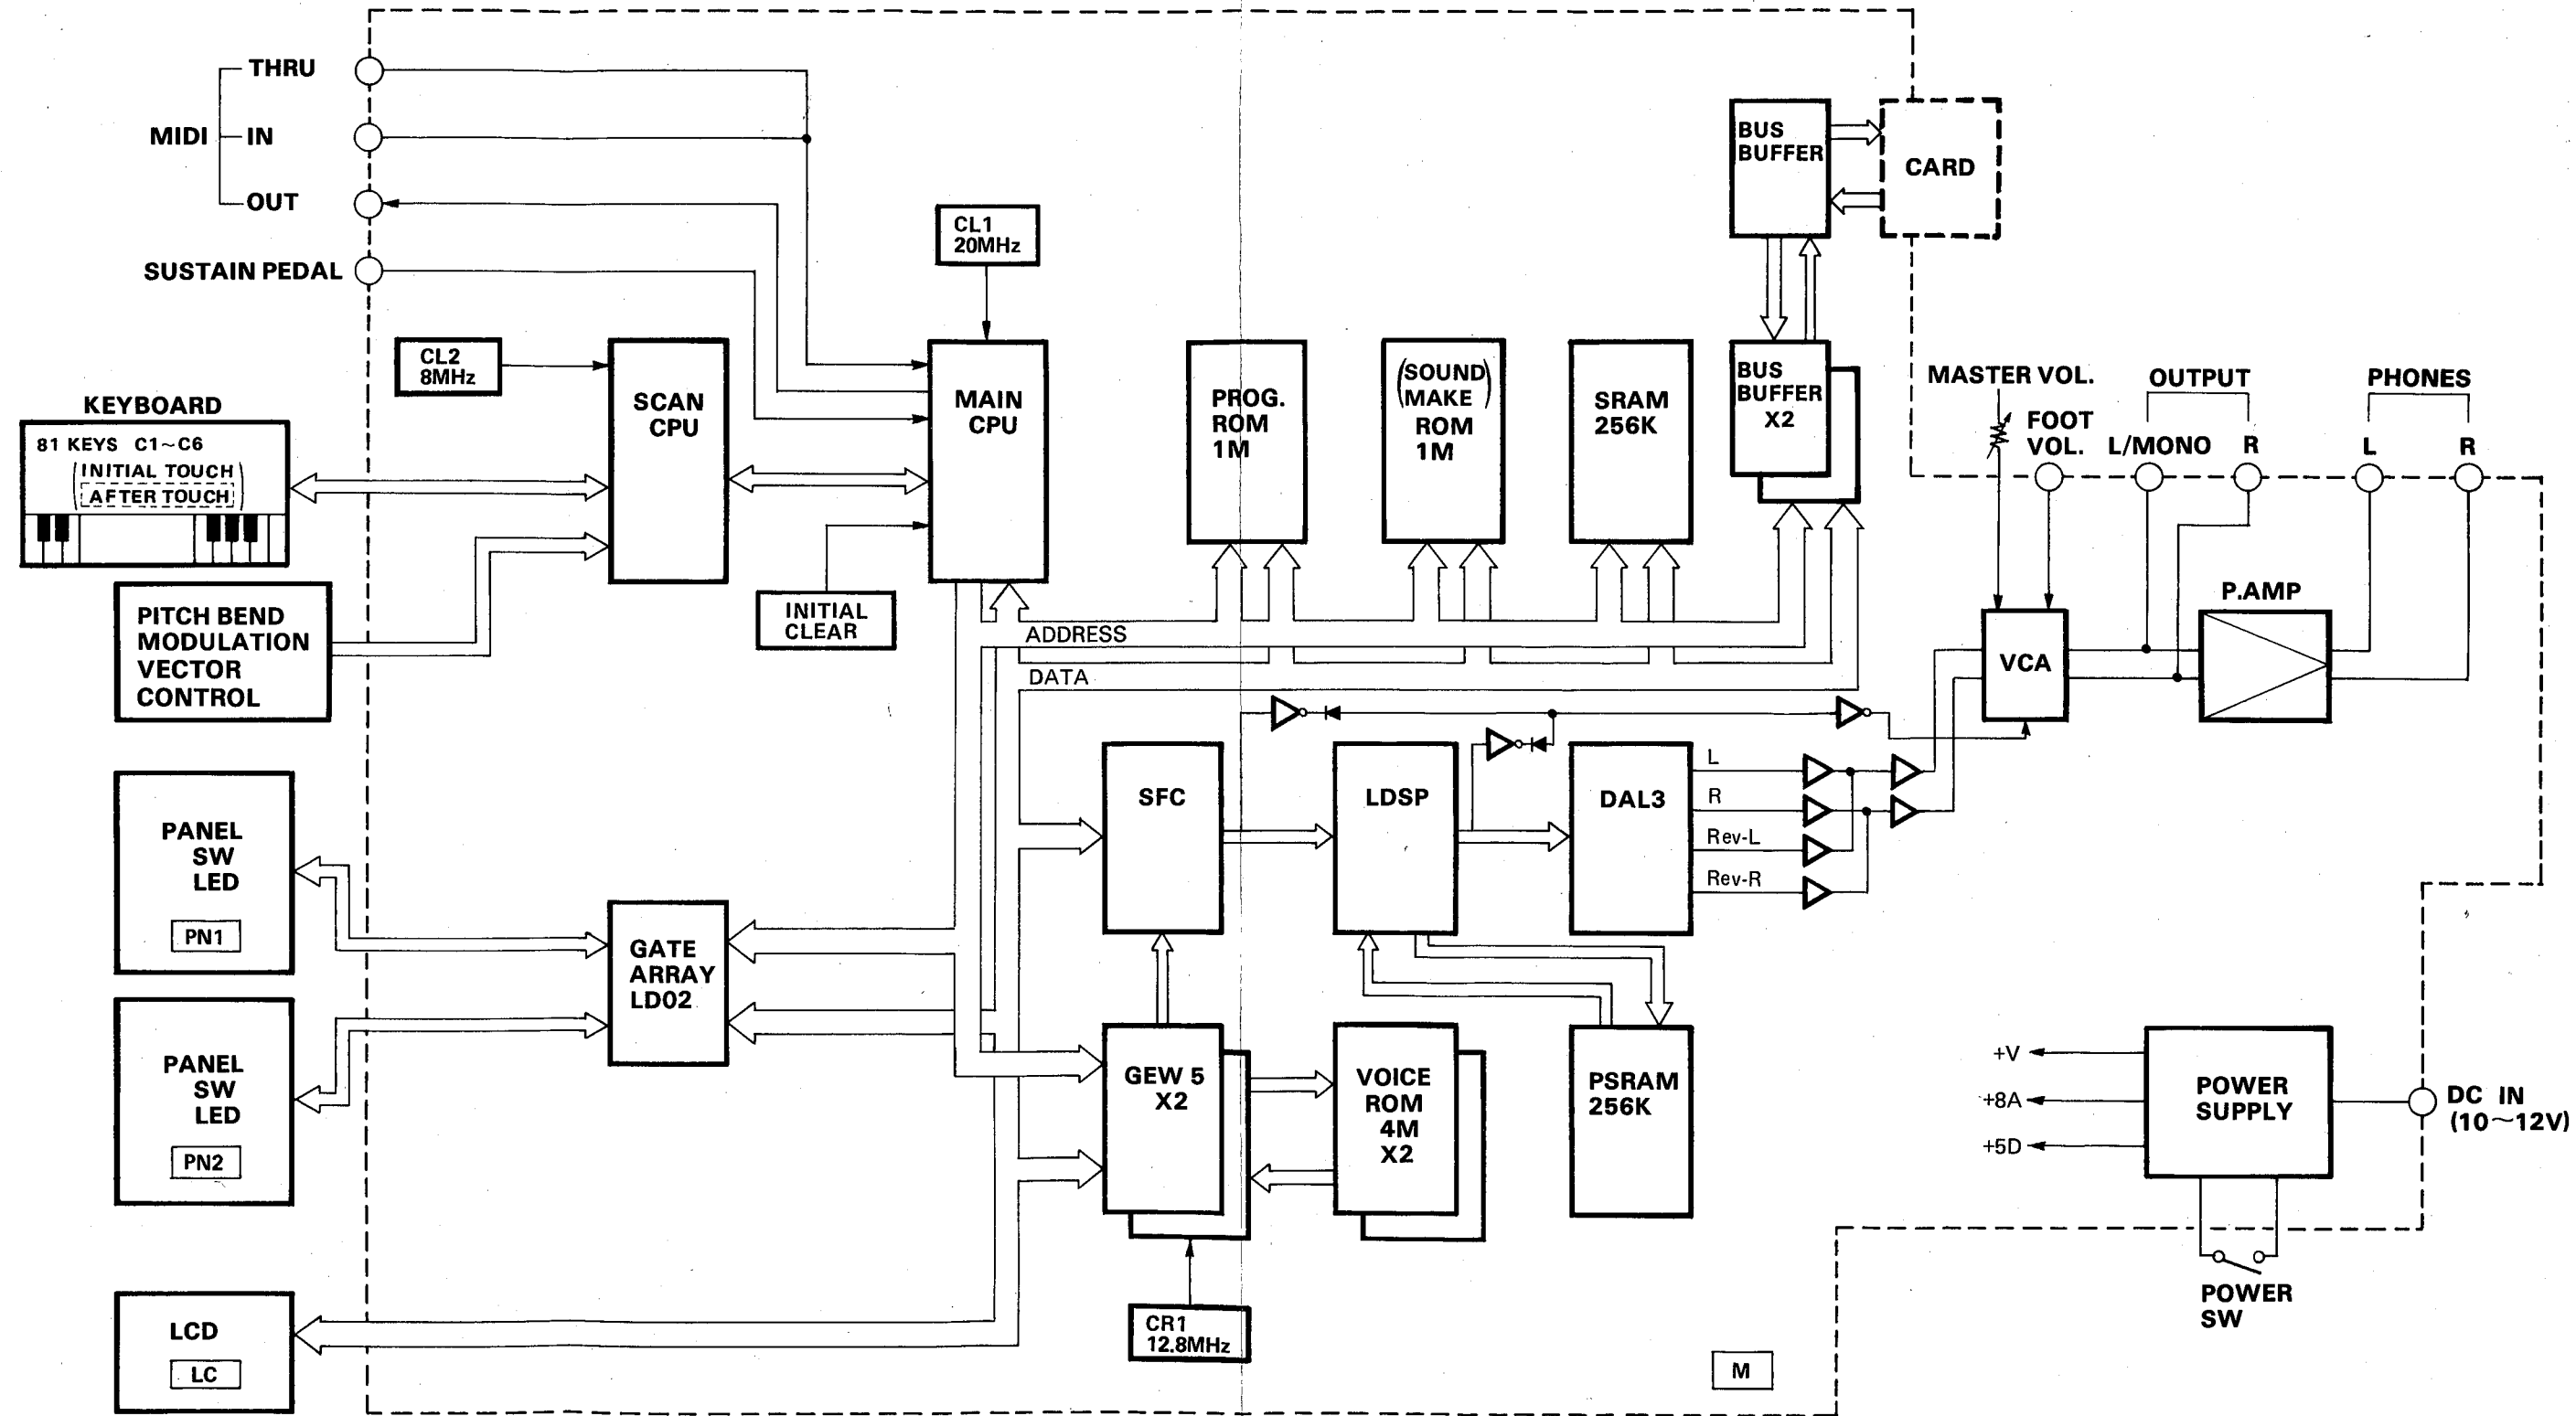 THRU
MIDI
IN
OUT
SUSTAIN PEDAL
CL1
20MHz
CL2
8MHz
SCAN
CPU
MAIN
CPU
KEYBOARD
81 KEYS C1~C6
(INITIAL TOUCH
AFTER TOUCH)
PITCH BEND
MODULATION
VECTOR
CONTROL
INITIAL
CLEAR
PROG.
ROM
1M
(SOUND
MAKE)
ROM
1M
SRAM
256K
BUS
BUFFER
CARD
BUS
BUFFER
X2
MASTER VOL.
FOOT
VOL.
OUTPUT
L/MONO
R
PHONES
L
R
ADDRESS
DATA
VCA
P.AMP
PANEL
SW
LED
PN1
PANEL
SW
LED
PN2
LCD
LC
GATE
ARRAY
LD02
SFC
LDSP
DAL3
L
R
Rev-L
Rev-R
GEW 5
X2
VOICE
ROM
4M
X2
PSRAM
256K
CR1
12.8MHz
M
+V
+8A
+5D
POWER
SUPPLY
DC IN
(10~12V)
POWER
SW